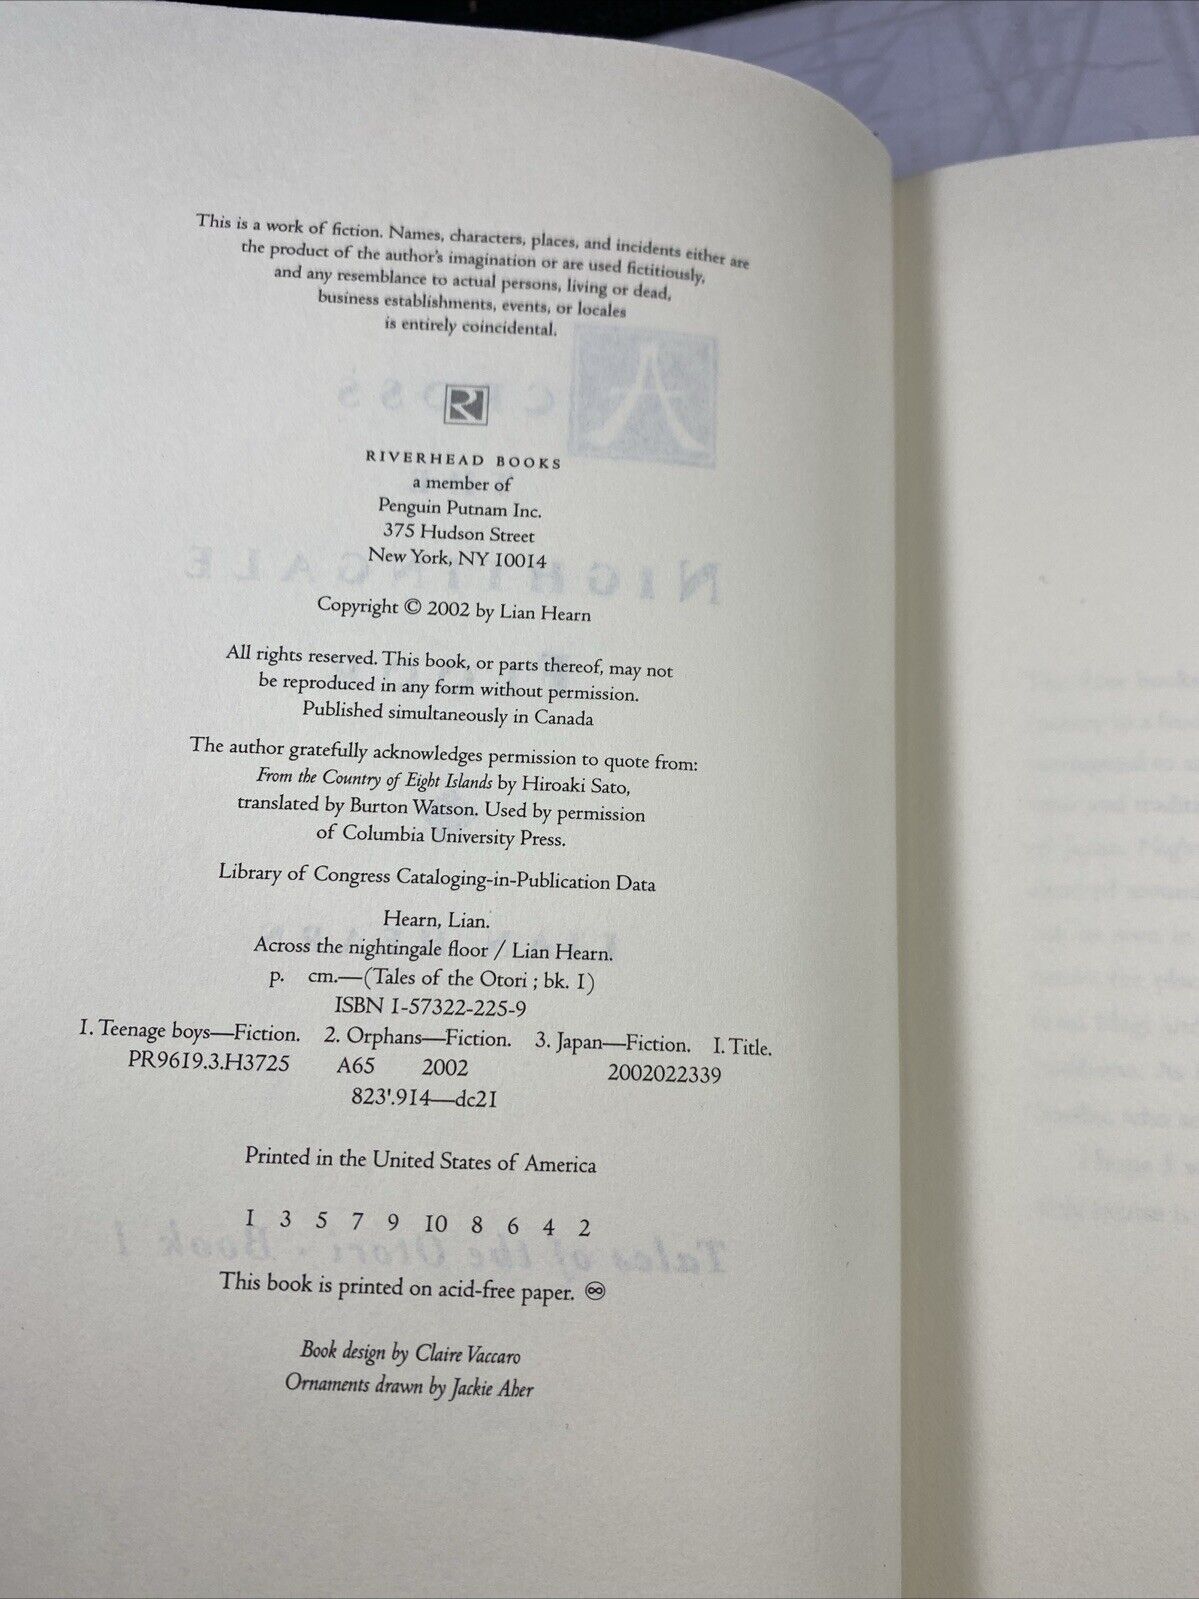 This is a work of fiction. Names, characters, places, and incidents either are
the product of the author's imagination or are used fictitiously,
and any resemblance to actual persons, living or dead,
business establishments, events, or locales
is entirely coincidental.
R
RIVERHEAD BOOKS
a member of
Penguin Putnam Inc.
375 Hudson Street
New York, NY 10014
Copyright © 2002 by Lian Hearn
All rights reserved. This book, or parts thereof, may not
be reproduced in any form without permission.
Published simultaneously in Canada
The author gratefully acknowledges permission to quote from:
From the Country of Eight Islands by Hiroaki Sato,
translated by Burton Watson. Used by permission
of Columbia University Press.
Library of Congress Cataloging-in-Publication Data
Hearn, Lian.
Across the nightingale floor / Lian Hearn.
p. cm.—(Tales of the Otori ; bk. 1)
ISBN 1-57322-225-9
1. Teenage boys—Fiction. 2. Orphans—Fiction. 3. Japan—Fiction. I. Title.
PR9619.3.H3725 A65 2002 2002022339
823'.914—dc21
Printed in the United States of America
1 3 5 7 9 10 8 6 4 2
This book is printed on acid-free paper. ♾
Book design by Claire Vaccaro
Ornaments drawn by Jackie Aher